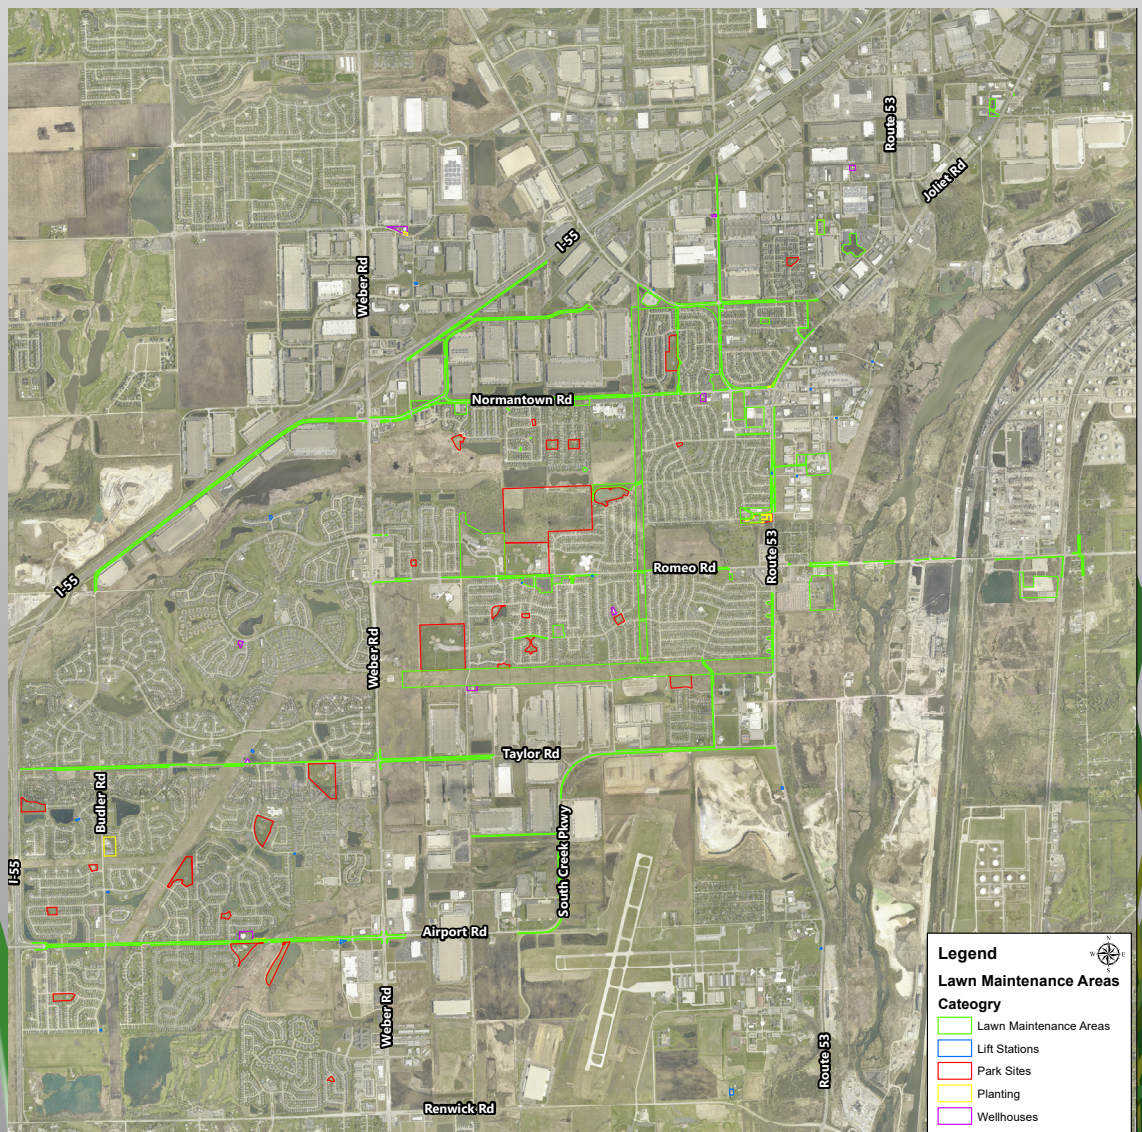 Route 53
Joliet Rd
I-55
Weber Rd
Normantown Rd
Route 53
Romeo Rd
I-55
Weber Rd
Taylor Rd
Budler Rd
South Creek Pkwy
I-55
Airport Rd
Weber Rd
Route 53
Renwick Rd
Legend
N
W E
S
Lawn Maintenance Areas
Cateogry
Lawn Maintenance Areas
Lift Stations
Park Sites
Planting
Wellhouses